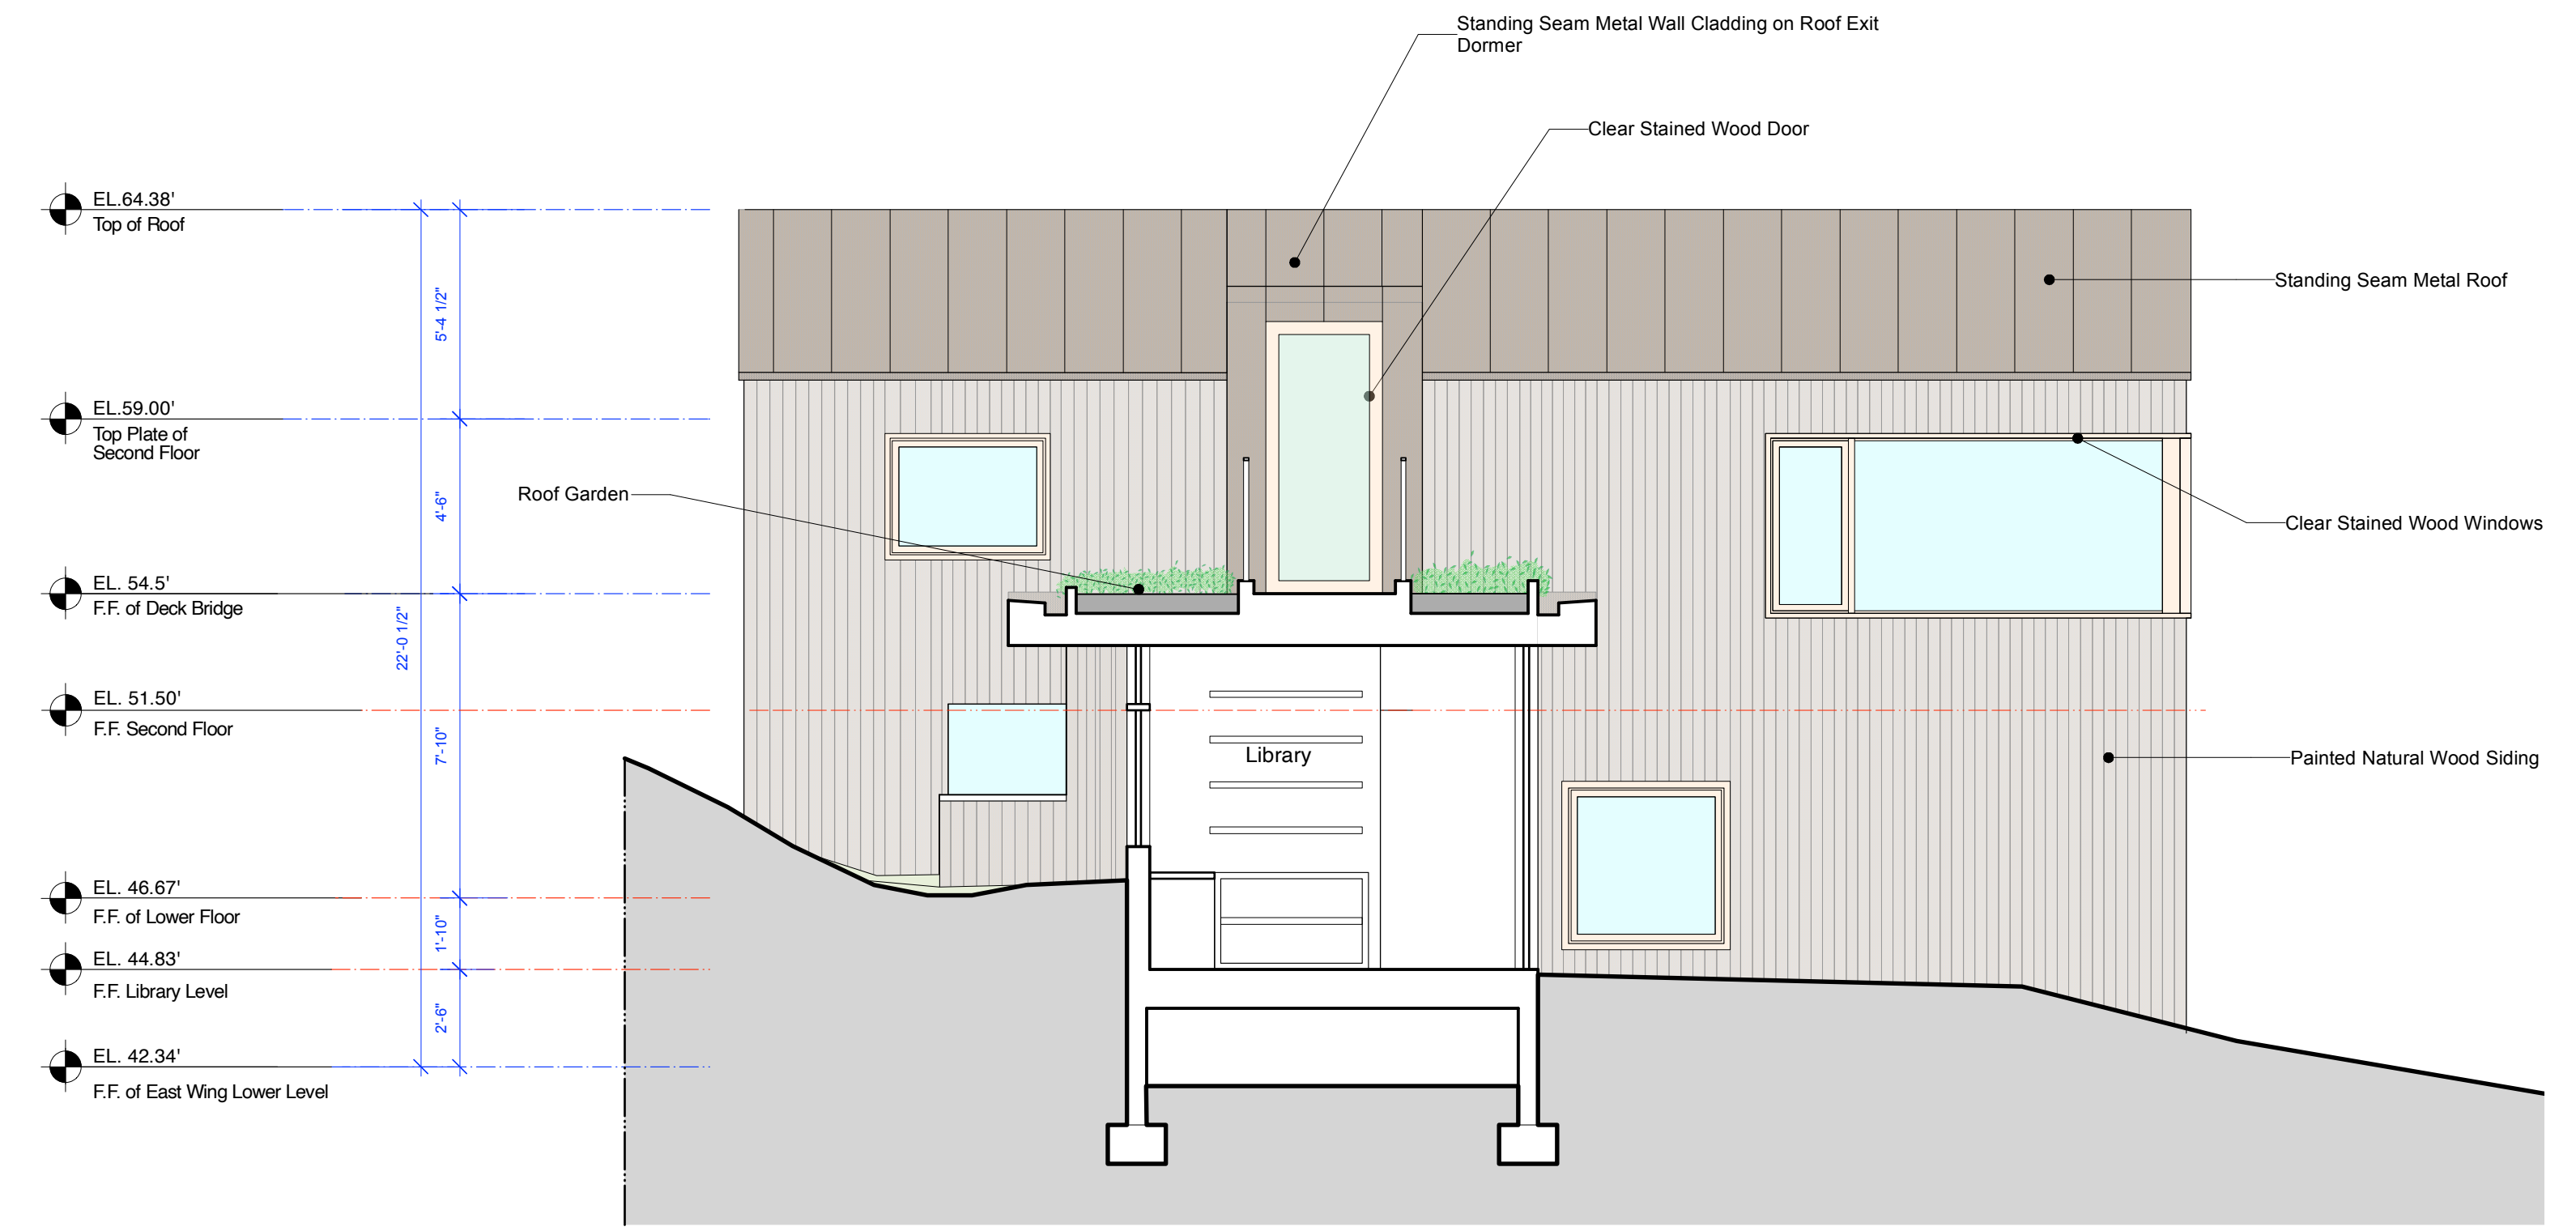 Standing Seam Metal Wall Cladding on Roof Exit
Dormer
Clear Stained Wood Door
EL.64.38'
Top of Roof
Standing Seam Metal Roof
5'-4 1/2"
EL.59.00'
Top Plate of
Second Floor
Roof Garden
4'-6"
Clear Stained Wood Windows
EL. 54.5'
F.F. of Deck Bridge
22'-0 1/2"
EL. 51.50'
F.F. Second Floor
7'-10"
Library
Painted Natural Wood Siding
EL. 46.67'
F.F. of Lower Floor
1'-10"
EL. 44.83'
F.F. Library Level
2'-6"
EL. 42.34'
F.F. of East Wing Lower Level